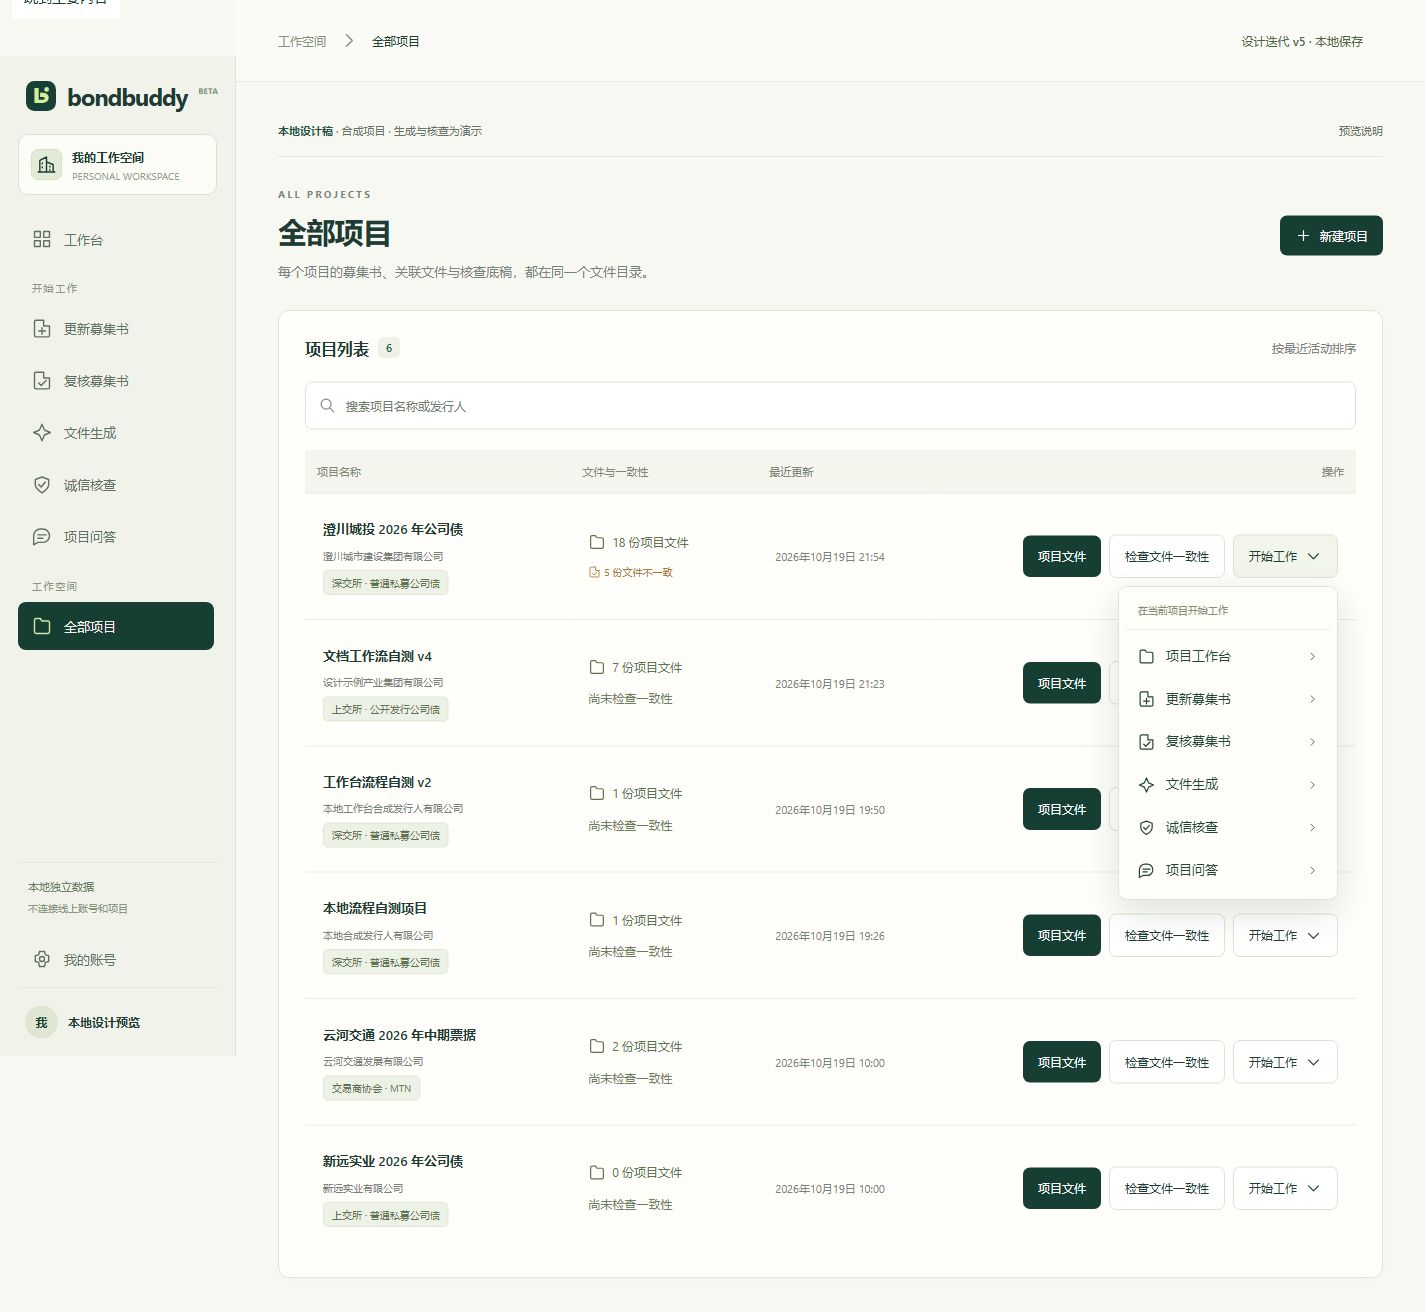 跳到主要内容
工作空间 全部项目
设计迭代 v5 · 本地保存
bondbuddy BETA
我的工作空间
PERSONAL WORKSPACE
工作台
开始工作
更新募集书
复核募集书
文件生成
诚信核查
项目问答
工作空间
全部项目
本地独立数据
不连接线上账号和项目
我的账号
我 本地设计预览
本地设计稿 · 合成项目 · 生成与核查为演示
预览说明
ALL PROJECTS
全部项目
每个项目的募集书、关联文件与核查底稿，都在同一个文件目录。
新建项目
项目列表 6
按最近活动排序
搜索项目名称或发行人
项目名称 文件与一致性 最近更新 操作
澄川城投 2026 年公司债
澄川城市建设集团有限公司
深交所 · 普通私募公司债
18 份项目文件
5 份文件不一致
2026年10月19日 21:54
项目文件 检查文件一致性 开始工作
在当前项目开始工作
项目工作台
更新募集书
复核募集书
文件生成
诚信核查
项目问答
文档工作流自测 v4
设计示例产业集团有限公司
上交所 · 公开发行公司债
7 份项目文件
尚未检查一致性
2026年10月19日 21:23
项目文件
工作台流程自测 v2
本地工作台合成发行人有限公司
深交所 · 普通私募公司债
1 份项目文件
尚未检查一致性
2026年10月19日 19:50
项目文件
本地流程自测项目
本地合成发行人有限公司
深交所 · 普通私募公司债
1 份项目文件
尚未检查一致性
2026年10月19日 19:26
项目文件 检查文件一致性 开始工作
云河交通 2026 年中期票据
云河交通发展有限公司
交易商协会 · MTN
2 份项目文件
尚未检查一致性
2026年10月19日 10:00
项目文件 检查文件一致性 开始工作
新远实业 2026 年公司债
新远实业有限公司
上交所 · 普通私募公司债
0 份项目文件
尚未检查一致性
2026年10月19日 10:00
项目文件 检查文件一致性 开始工作